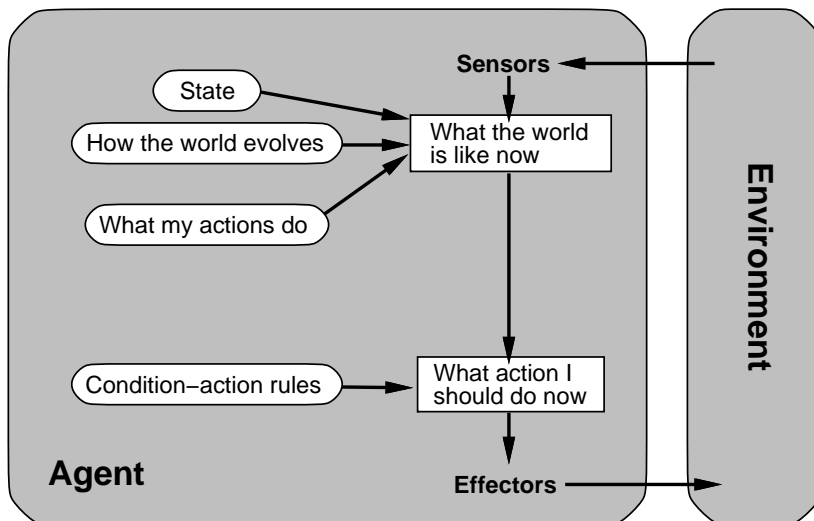 Sensors
State
What the world
is like now
How the world evolves
What my actions do
Environment
Condition−action rules
What action I
should do now
Agent
Effectors